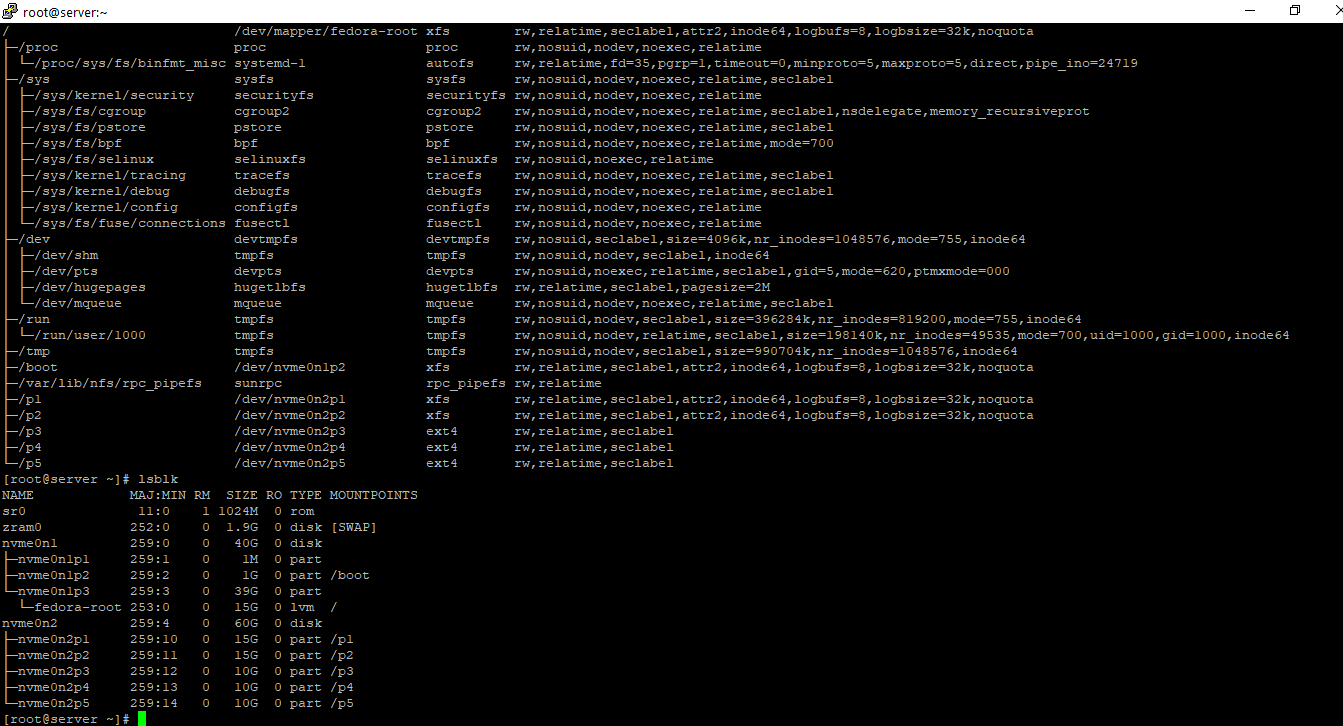 root@server:~
/                            /dev/mapper/fedora-root xfs        rw,relatime,seclabel,attr2,inode64,logbufs=8,logbsize=32k,noquota
├─/proc                      proc                    proc       rw,nosuid,nodev,noexec,relatime
│ └─/proc/sys/fs/binfmt_misc systemd-1               autofs     rw,relatime,fd=35,pgrp=1,timeout=0,minproto=5,maxproto=5,direct,pipe_ino=24719
├─/sys                       sysfs                   sysfs      rw,nosuid,nodev,noexec,relatime,seclabel
│ ├─/sys/kernel/security     securityfs              securityfs rw,nosuid,nodev,noexec,relatime
│ ├─/sys/fs/cgroup           cgroup2                 cgroup2    rw,nosuid,nodev,noexec,relatime,seclabel,nsdelegate,memory_recursiveprot
│ ├─/sys/fs/pstore           pstore                  pstore     rw,nosuid,nodev,noexec,relatime,seclabel
│ ├─/sys/fs/bpf              bpf                     bpf        rw,nosuid,nodev,noexec,relatime,mode=700
│ ├─/sys/fs/selinux          selinuxfs               selinuxfs  rw,nosuid,noexec,relatime
│ ├─/sys/kernel/tracing      tracefs                 tracefs    rw,nosuid,nodev,noexec,relatime,seclabel
│ ├─/sys/kernel/debug        debugfs                 debugfs    rw,nosuid,nodev,noexec,relatime,seclabel
│ ├─/sys/kernel/config       configfs                configfs   rw,nosuid,nodev,noexec,relatime
│ └─/sys/fs/fuse/connections fusectl                 fusectl    rw,nosuid,nodev,noexec,relatime
├─/dev                       devtmpfs                devtmpfs   rw,nosuid,seclabel,size=4096k,nr_inodes=1048576,mode=755,inode64
│ ├─/dev/shm                 tmpfs                   tmpfs      rw,nosuid,nodev,seclabel,inode64
│ ├─/dev/pts                 devpts                  devpts     rw,nosuid,noexec,relatime,seclabel,gid=5,mode=620,ptmxmode=000
│ ├─/dev/hugepages           hugetlbfs               hugetlbfs  rw,relatime,seclabel,pagesize=2M
│ └─/dev/mqueue              mqueue                  mqueue     rw,nosuid,nodev,noexec,relatime,seclabel
├─/run                       tmpfs                   tmpfs      rw,nosuid,nodev,seclabel,size=396284k,nr_inodes=819200,mode=755,inode64
│ └─/run/user/1000           tmpfs                   tmpfs      rw,nosuid,nodev,relatime,seclabel,size=198140k,nr_inodes=49535,mode=700,uid=1000,gid=1000,inode64
├─/tmp                       tmpfs                   tmpfs      rw,nosuid,nodev,seclabel,size=990704k,nr_inodes=1048576,inode64
├─/boot                      /dev/nvme0n1p2          xfs        rw,relatime,seclabel,attr2,inode64,logbufs=8,logbsize=32k,noquota
├─/var/lib/nfs/rpc_pipefs    sunrpc                  rpc_pipefs rw,relatime
├─/p1                        /dev/nvme0n2p1          xfs        rw,relatime,seclabel,attr2,inode64,logbufs=8,logbsize=32k,noquota
├─/p2                        /dev/nvme0n2p2          xfs        rw,relatime,seclabel,attr2,inode64,logbufs=8,logbsize=32k,noquota
├─/p3                        /dev/nvme0n2p3          ext4       rw,relatime,seclabel
├─/p4                        /dev/nvme0n2p4          ext4       rw,relatime,seclabel
└─/p5                        /dev/nvme0n2p5          ext4       rw,relatime,seclabel
[root@server ~]# lsblk
NAME            MAJ:MIN RM  SIZE RO TYPE MOUNTPOINTS
sr0              11:0    1 1024M  0 rom
zram0           252:0    0  1.9G  0 disk [SWAP]
nvme0n1         259:0    0   40G  0 disk
├─nvme0n1p1     259:1    0    1M  0 part
├─nvme0n1p2     259:2    0    1G  0 part /boot
└─nvme0n1p3     259:3    0   39G  0 part
  └─fedora-root 253:0    0   15G  0 lvm  /
nvme0n2         259:4    0   60G  0 disk
├─nvme0n2p1     259:10   0   15G  0 part /p1
├─nvme0n2p2     259:11   0   15G  0 part /p2
├─nvme0n2p3     259:12   0   10G  0 part /p3
├─nvme0n2p4     259:13   0   10G  0 part /p4
└─nvme0n2p5     259:14   0   10G  0 part /p5
[root@server ~]#